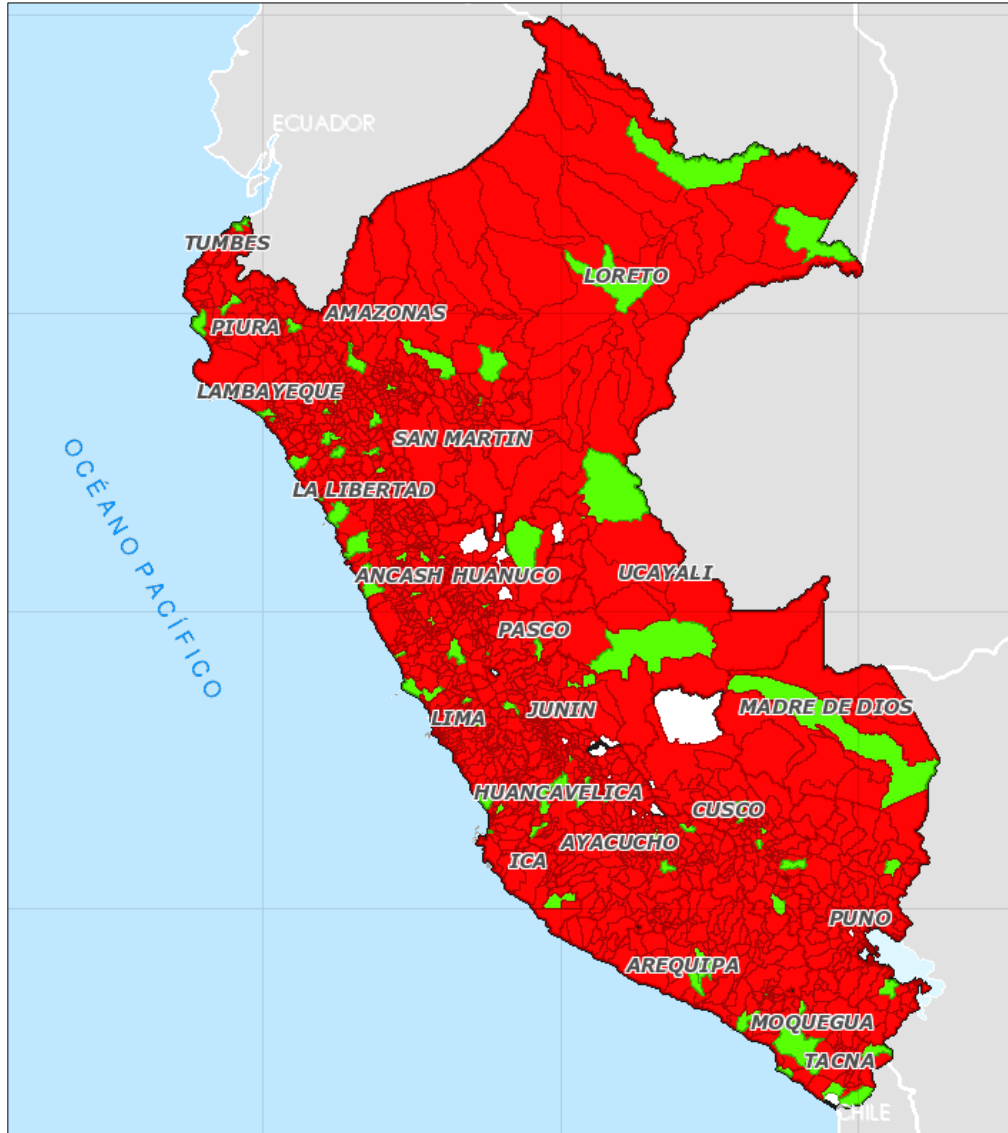 ECUADOR
TUMBES
LORETO
AMAZONAS
PIURA
LAMBAYEQUE
SAN MARTIN
LA LIBERTAD
OCÉANO PACÍFICO
ANCASH
HUANUCO
UCAYALI
PASCO
MADRE DE DIOS
LIMA
JUNIN
HUANCAVELICA
CUSCO
AYACUCHO
ICA
PUNO
AREQUIPA
MOQUEGUA
TACNA
CHILE